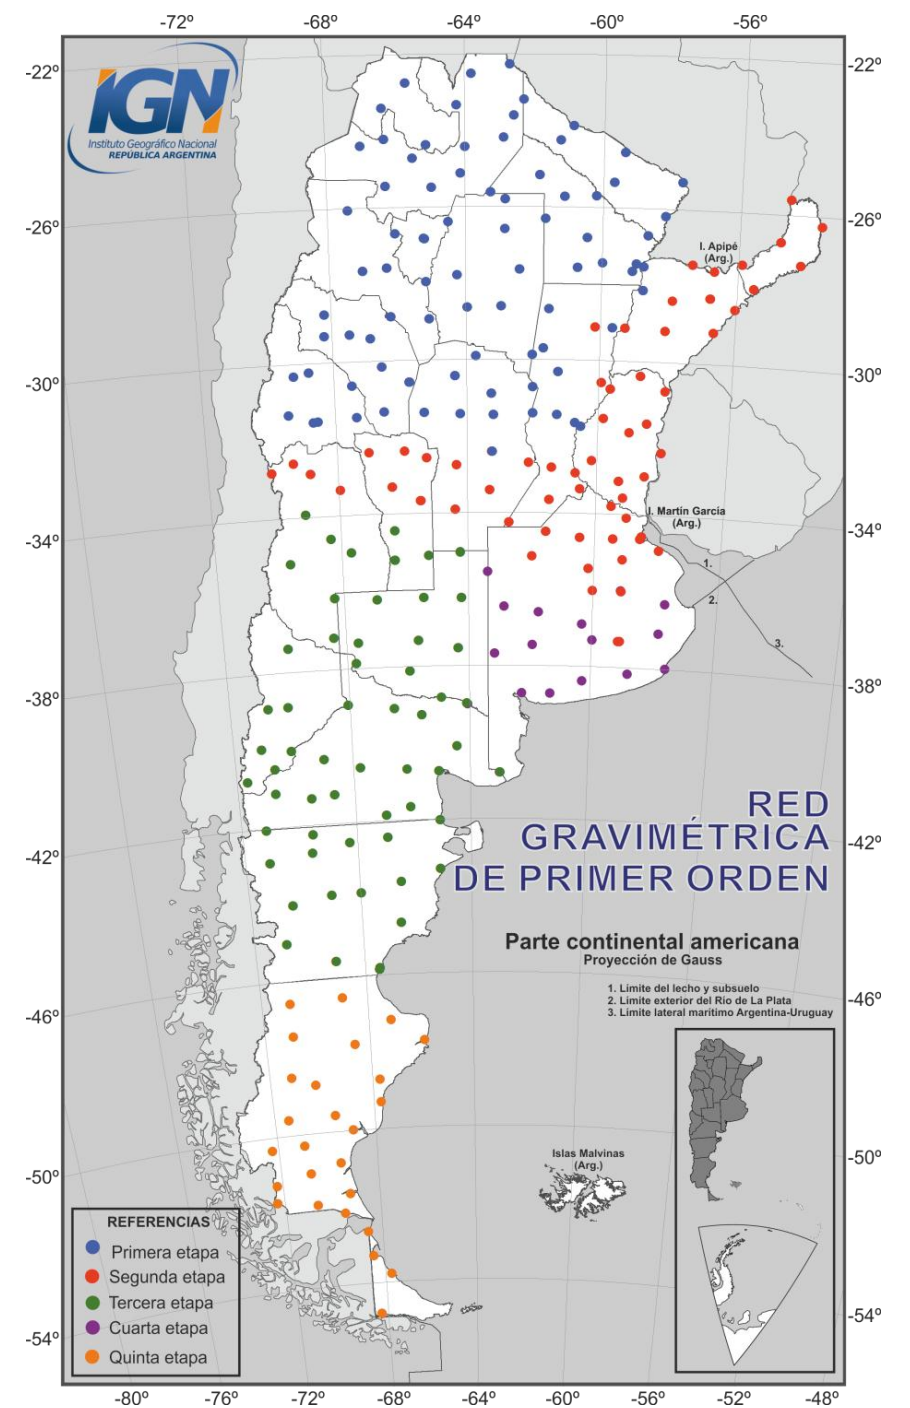 -72º -68º -64º -60º -56º
-22º
-22º
IGN
Instituto Geográfico Nacional
REPÚBLICA ARGENTINA
-26º
-26º
I. Apipé
(Arg.)
-30º
-30º
I. Martín García
(Arg.)
-34º
-34º
1.
2.
3.
-38º
-38º
RED
GRAVIMÉTRICA
DE PRIMER ORDEN
-42º
-42º
Parte continental americana
Proyección de Gauss
1. Límite del lecho y subsuelo
2. Límite exterior del Río de La Plata
3. Límite lateral marítimo Argentina-Uruguay
-46º
-46º
Islas Malvinas
(Arg.)
-50º
-50º
REFERENCIAS
Primera etapa
Segunda etapa
Tercera etapa
Cuarta etapa
Quinta etapa
-54º
-54º
-80º -76º -72º -68º -64º -60º -56º -52º -48º